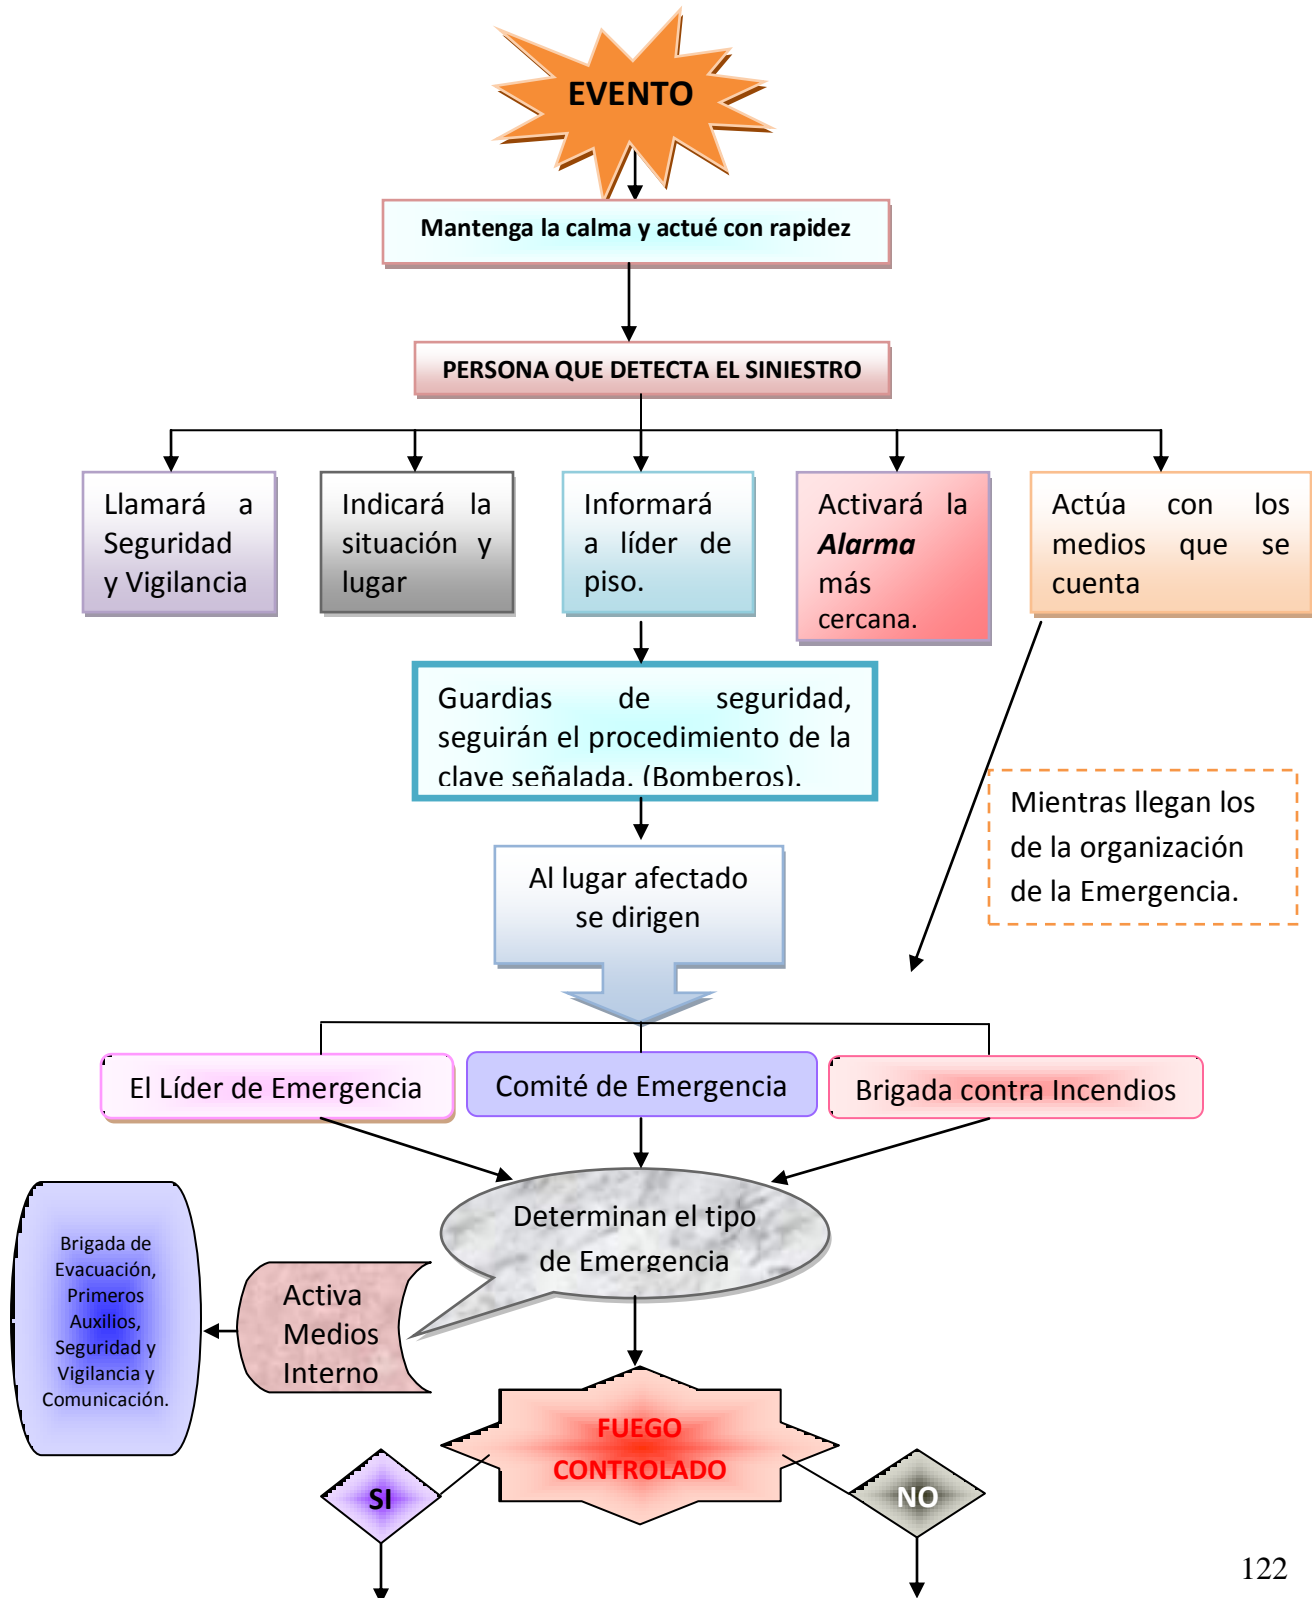 EVENTO
Mantenga la calma y actué con rapidez
PERSONA QUE DETECTA EL SINIESTRO
Llamará a
Seguridad
y Vigilancia
Indicará la
situación y
lugar
Informará
a líder de
piso.
Activará la
Alarma
más
cercana.
Actúa con los
medios que se
cuenta
Guardias de seguridad,
seguirán el procedimiento de la
clave señalada. (Bomberos).
Mientras llegan los
de la organización
de la Emergencia.
Al lugar afectado
se dirigen
El Líder de Emergencia
Comité de Emergencia
Brigada contra Incendios
Determinan el tipo
de Emergencia
Activa
Medios
Interno
Brigada de
Evacuación,
Primeros
Auxilios,
Seguridad y
Vigilancia y
Comunicación.
FUEGO
CONTROLADO
SI
NO
122